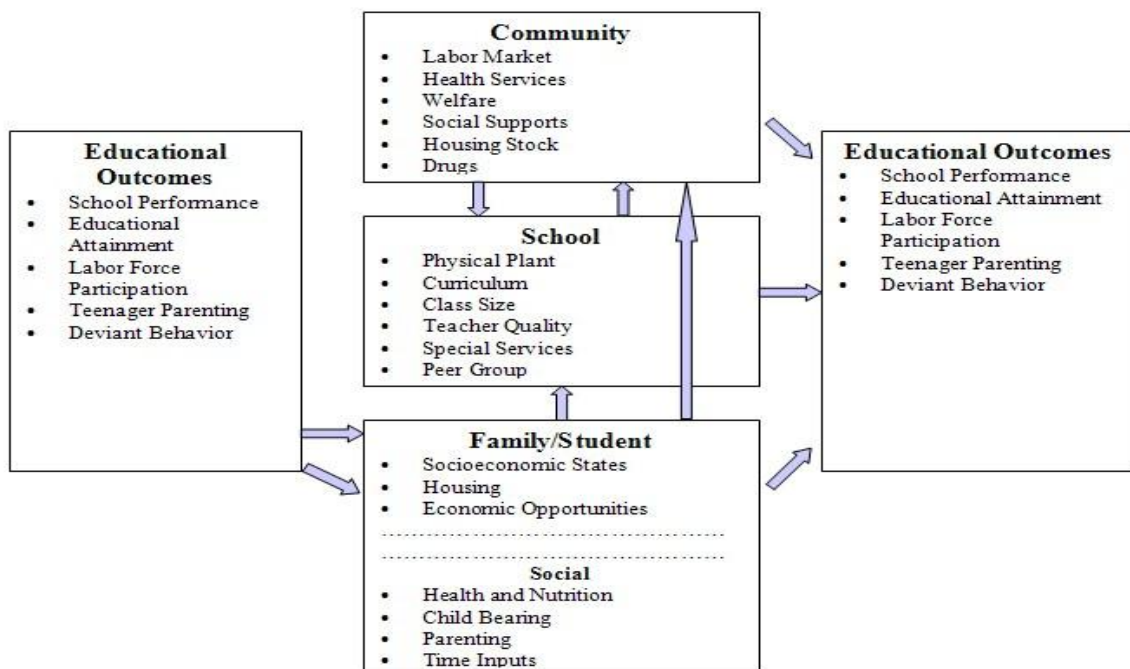 Community
• Labor Market
• Health Services
• Welfare
• Social Supports
• Housing Stock
• Drugs
Educational
Outcomes
• School Performance
• Educational
Attainment
• Labor Force
Participation
• Teenager Parenting
• Deviant Behavior
School
• Physical Plant
• Curriculum
• Class Size
• Teacher Quality
• Special Services
• Peer Group
Family/Student
• Socioeconomic States
• Housing
• Economic Opportunities
Social
• Health and Nutrition
• Child Bearing
• Parenting
• Time Inputs
Educational Outcomes
• School Performance
• Educational Attainment
• Labor Force
Participation
• Teenager Parenting
• Deviant Behavior